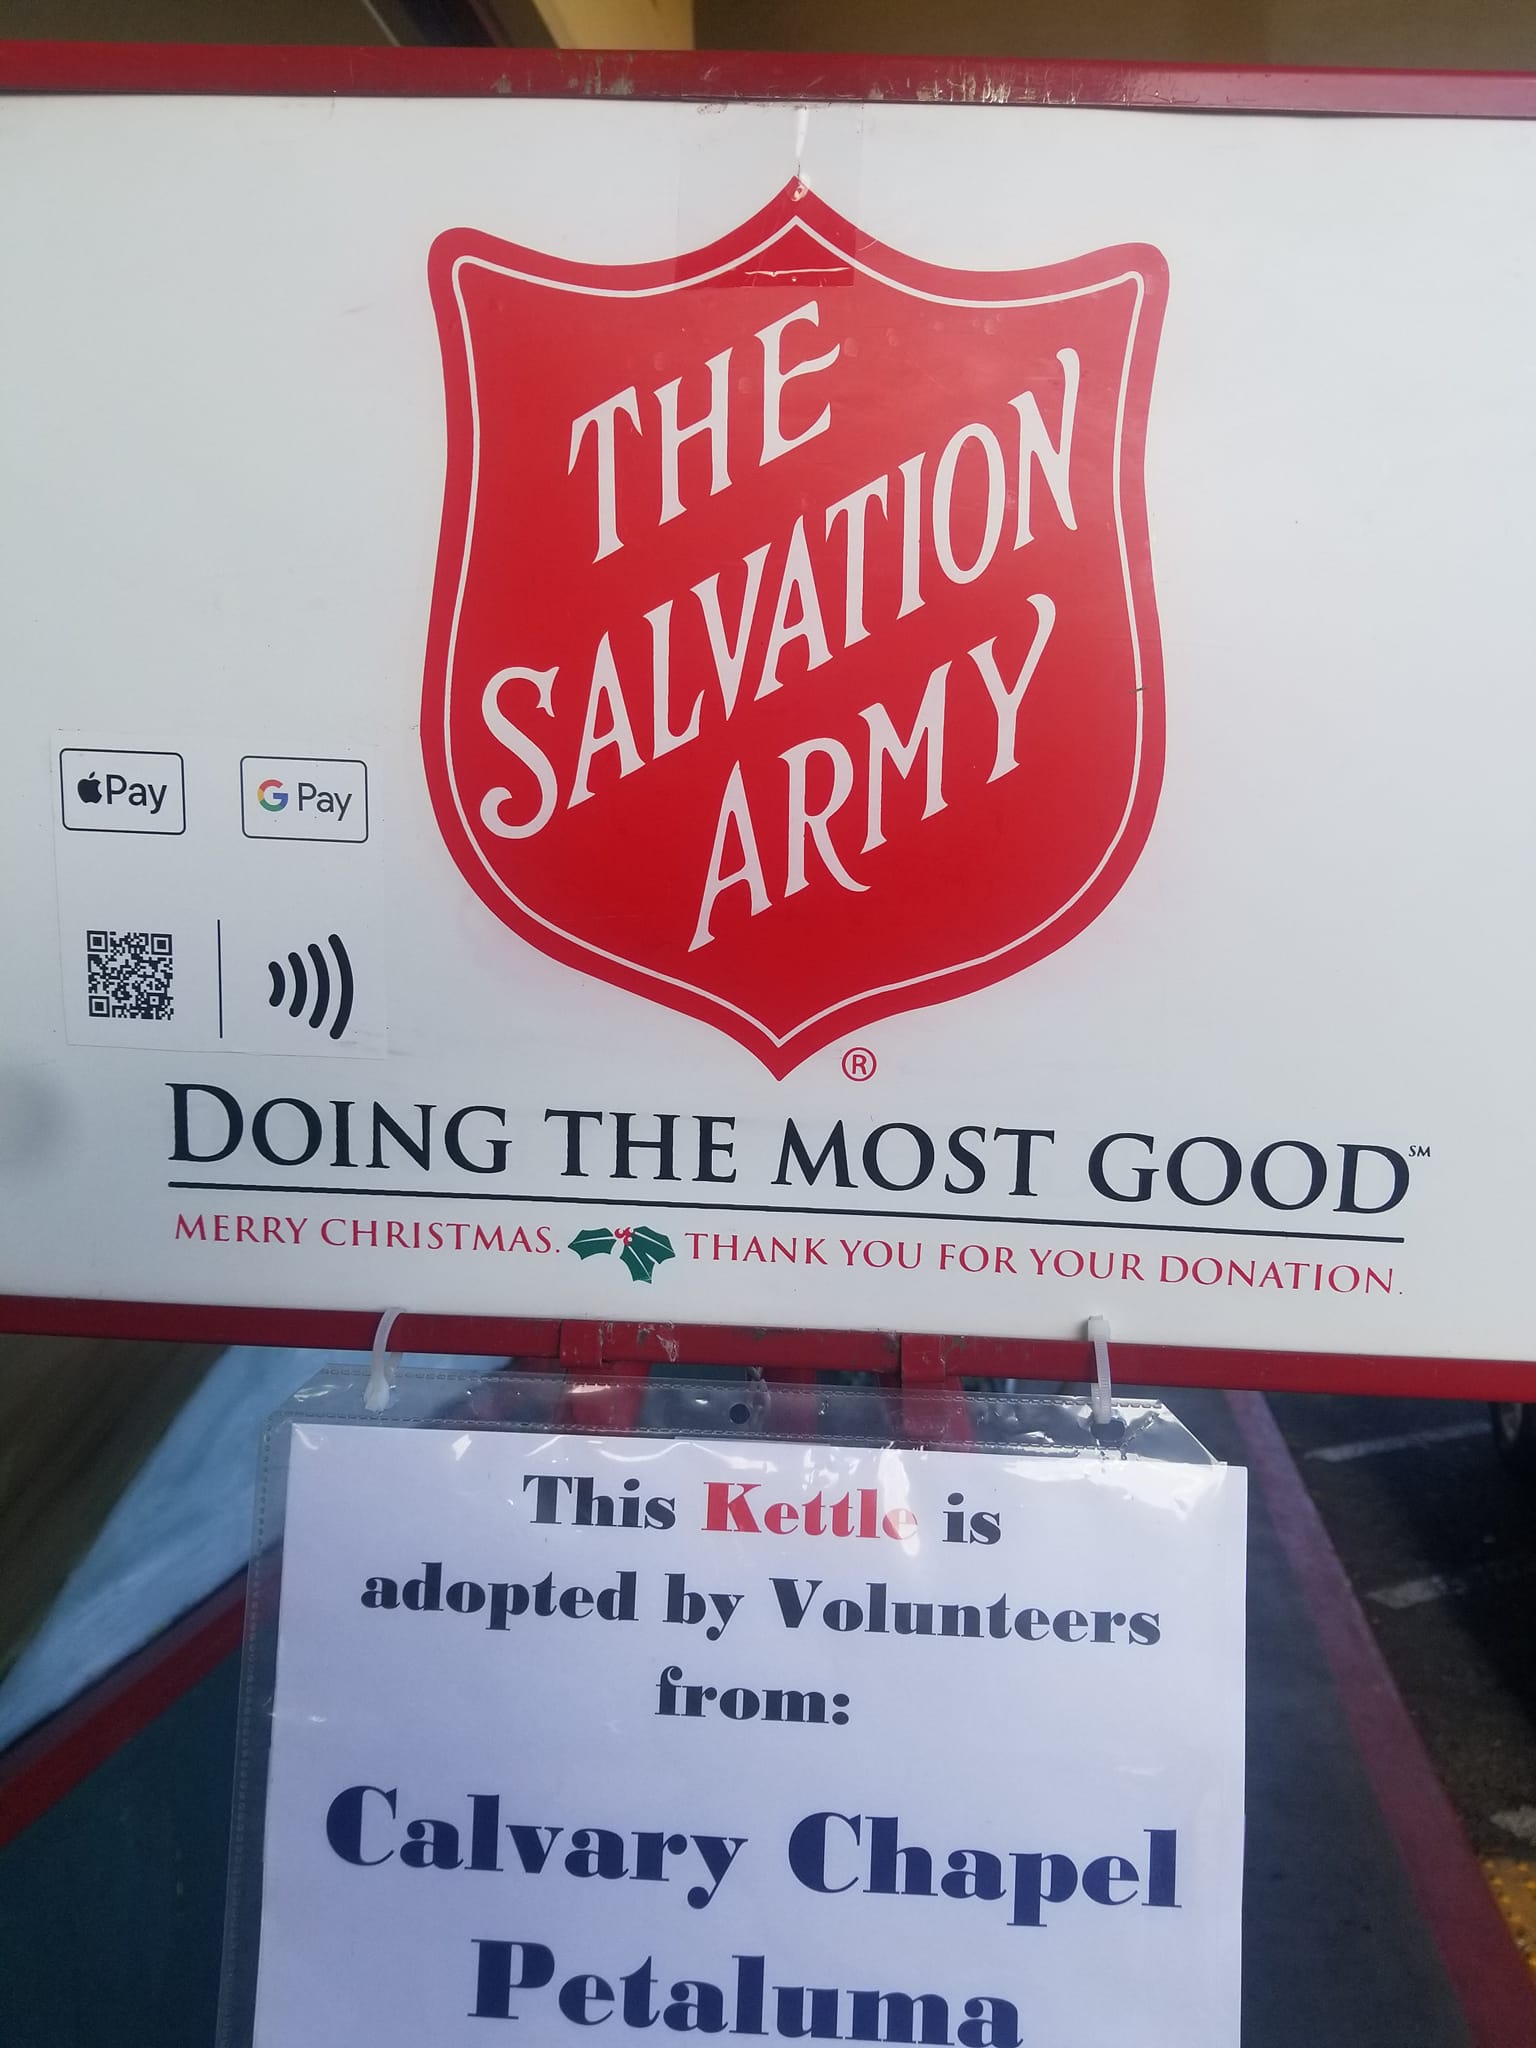 THE
SALVATION
ARMY
®
Pay
G Pay
DOING THE MOST GOOD℠
MERRY CHRISTMAS. THANK YOU FOR YOUR DONATION.
This Kettle is
adopted by Volunteers
from:
Calvary Chapel
Petaluma